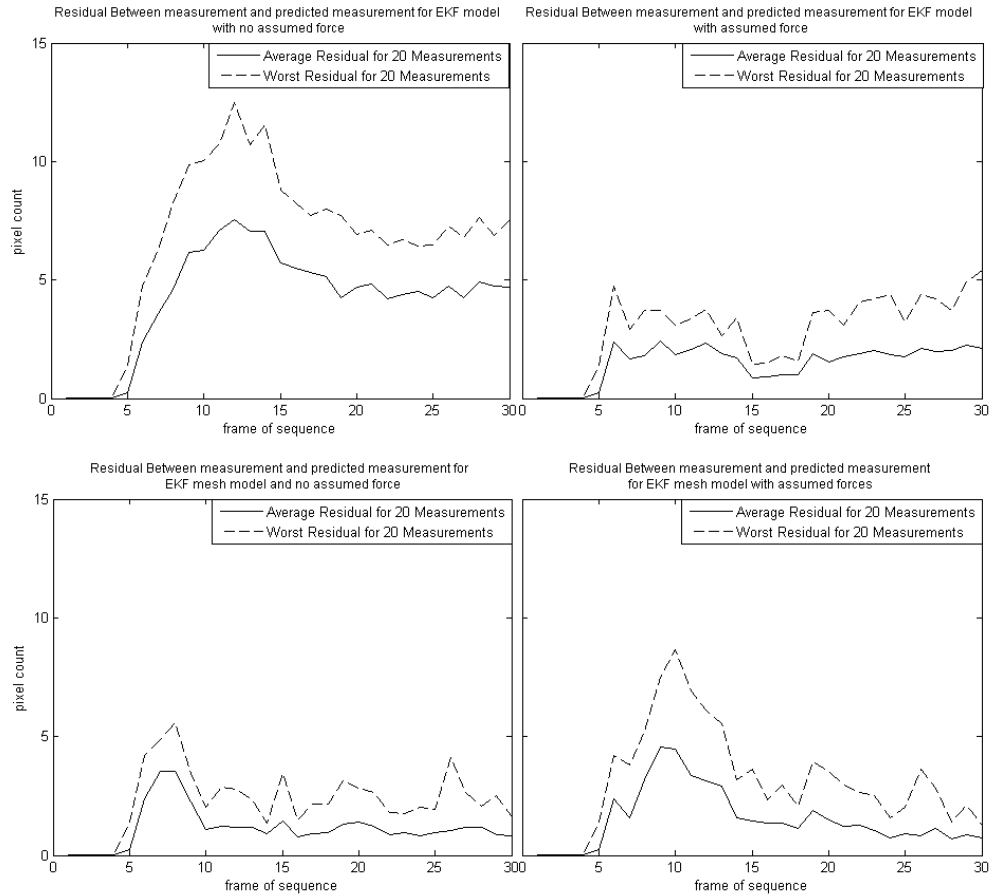 Residual Between measurement and predicted measurement for EKF model
with no assumed force
15
10
5
0
pixel count
Average Residual for 20 Measurements
Worst Residual for 20 Measurements
0 5 10 15 20 25 30
frame of sequence
Residual Between measurement and predicted measurement for EKF model
with assumed force
Average Residual for 20 Measurements
Worst Residual for 20 Measurements
0 5 10 15 20 25 30
frame of sequence
Residual Between measurement and predicted measurement for
EKF mesh model and no assumed force
15
10
5
0
pixel count
Average Residual for 20 Measurements
Worst Residual for 20 Measurements
0 5 10 15 20 25 30
frame of sequence
Residual Between measurement and predicted measurement
for EKF mesh model with assumed forces
Average Residual for 20 Measurements
Worst Residual for 20 Measurements
0 5 10 15 20 25 30
frame of sequence